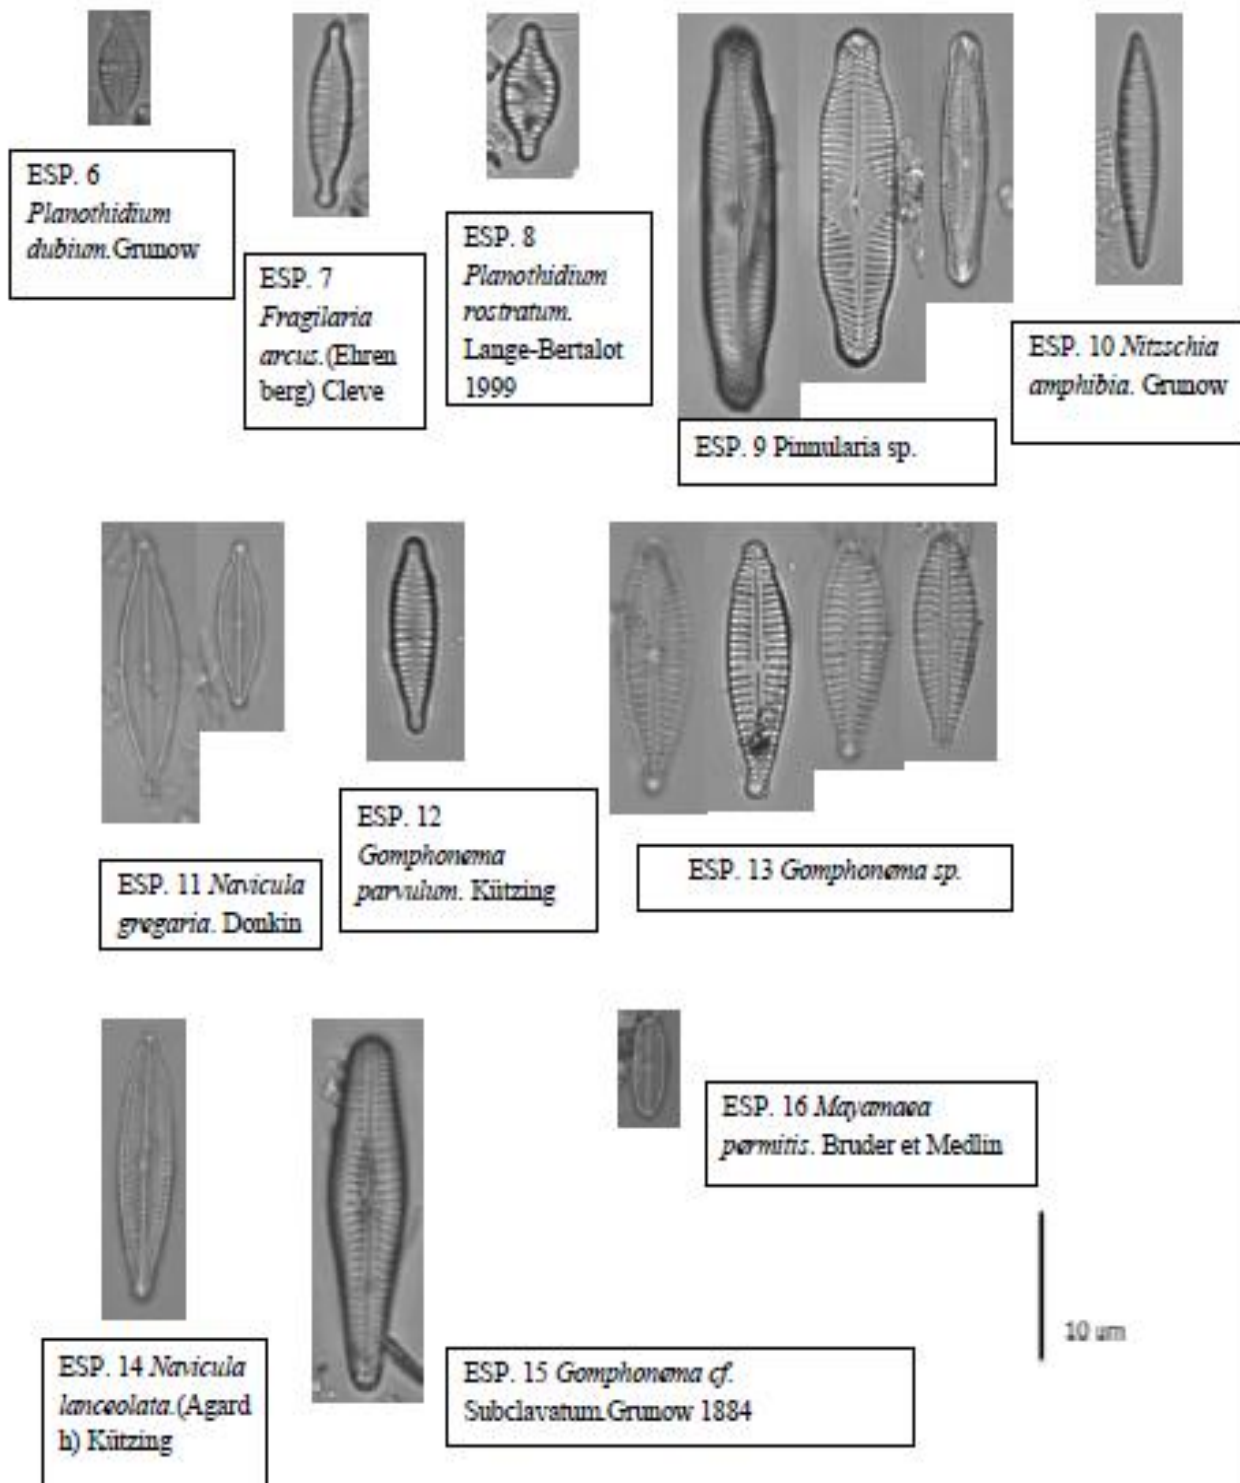 ESP. 6
Planothidium
dubium.Grunow
ESP. 7
Fragilaria
arcus.(Ehren
berg) Cleve
ESP. 8
Planothidium
rostratum.
Lange-Bertalot
1999
ESP. 9 Pinnularia sp.
ESP. 10 Nitzschia
amphibia. Grunow
ESP. 11 Navicula
gregaria. Donkin
ESP. 12
Gomphonema
parvulum. Kützing
ESP. 13 Gomphonema sp.
ESP. 14 Navicula
lanceolata.(Agard
h) Kützing
ESP. 15 Gomphonema cf.
Subclavatum.Grunow 1884
ESP. 16 Mayamaea
permitis. Bruder et Medlin
10 um